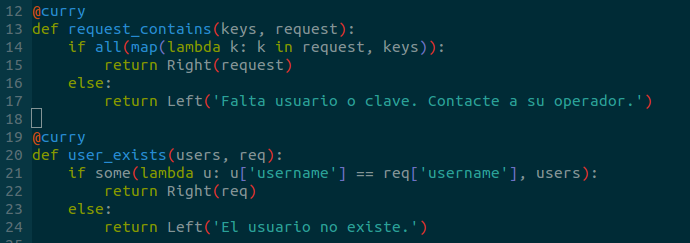 12 @curry
13 def request_contains(keys, request):
14     if all(map(lambda k: k in request, keys)):
15         return Right(request)
16     else:
17         return Left('Falta usuario o clave. Contacte a su operador.')
18
19 @curry
20 def user_exists(users, req):
21     if some(lambda u: u['username'] == req['username'], users):
22         return Right(req)
23     else:
24         return Left('El usuario no existe.')